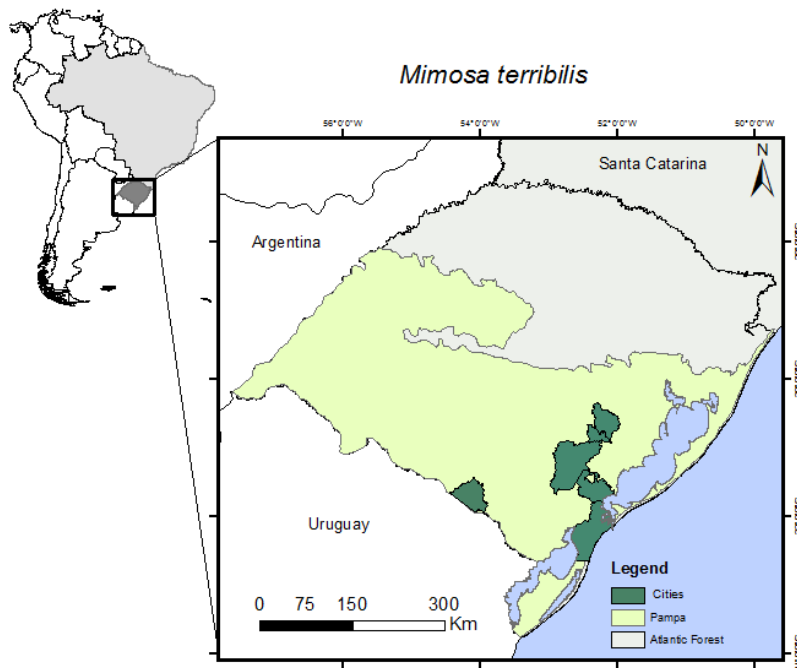 Mimosa terribilis
56°0'0"W
54°0'0"W
52°0'0"W
50°0'0"W
Santa Catarina
N
Argentina
Uruguay
Legend
Cities
Pampa
Atlantic Forest
0 75 150 300
Km